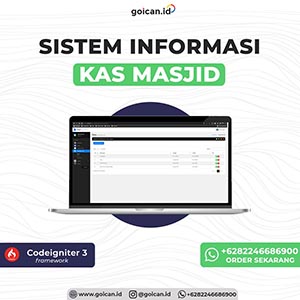 goican.id
SISTEM INFORMASI
KAS MASJID
Codeigniter 3
framework
+6282246686900
ORDER SEKARANG
www.goican.id
@goican.id
+6282246686900